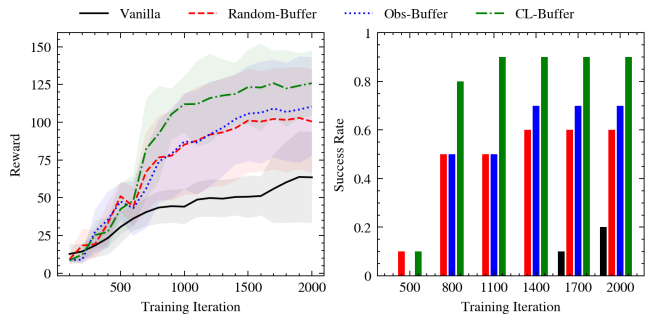 Vanilla Random-Buffer Obs-Buffer CL-Buffer
Reward
150
125
100
75
50
25
0
500 1000 1500 2000
Training Iteration
Success Rate
1
0.8
0.6
0.4
0.2
0
500 800 1100 1400 1700 2000
Training Iteration